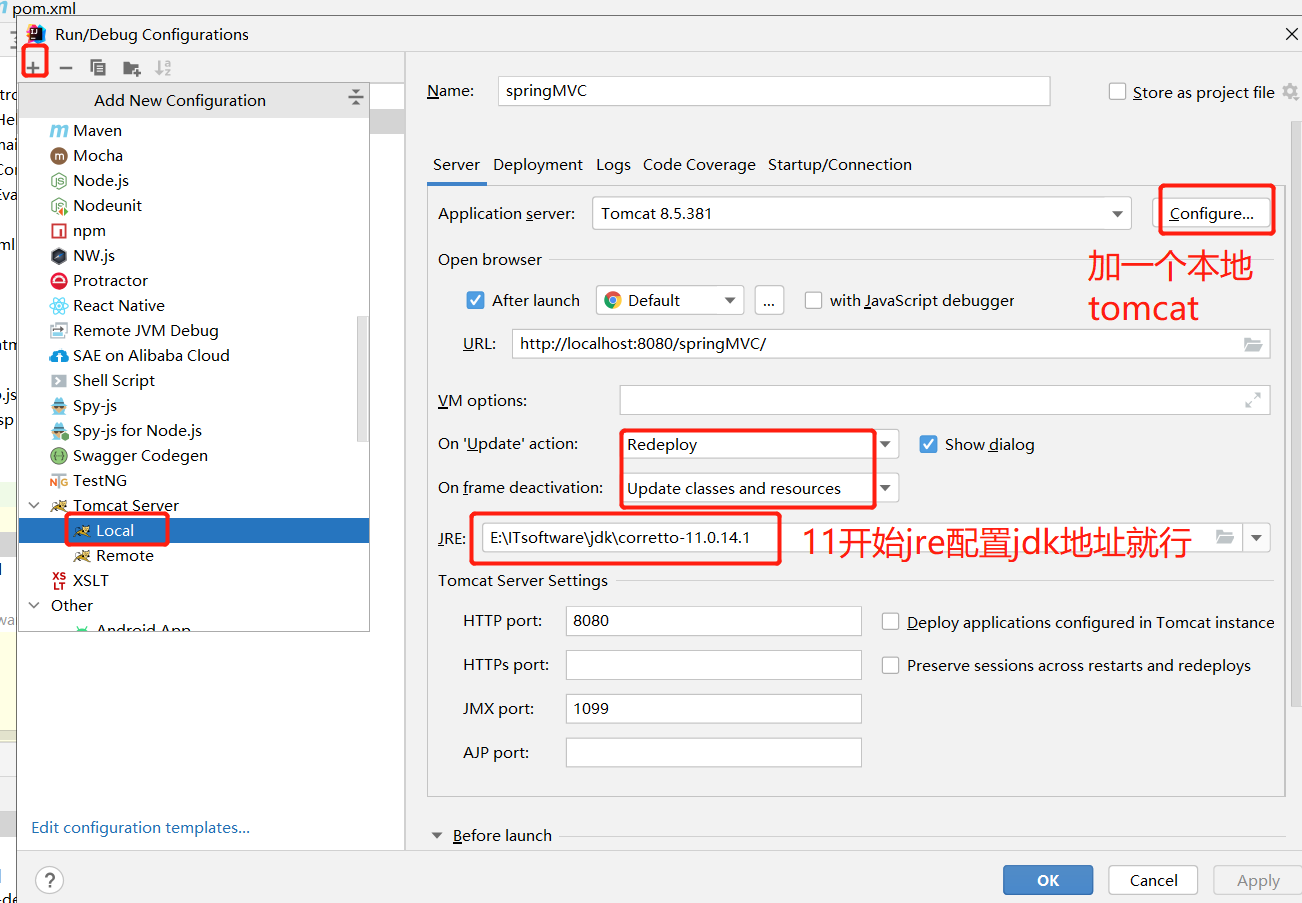 pom.xml
Run/Debug Configurations
Add New Configuration
Maven
Mocha
Node.js
Nodeunit
npm
NW.js
Protractor
React Native
Remote JVM Debug
SAE on Alibaba Cloud
Shell Script
Spy-js
Spy-js for Node.js
Swagger Codegen
TestNG
Tomcat Server
Local
Remote
XSLT
Other
Android App
Edit configuration templates...
Name: springMVC
Store as project file
Server Deployment Logs Code Coverage Startup/Connection
Application server: Tomcat 8.5.381 Configure...
加一个本地
tomcat
Open browser
After launch Default ... with JavaScript debugger
URL: http://localhost:8080/springMVC/
VM options:
On 'Update' action: Redeploy Show dialog
On frame deactivation: Update classes and resources
JRE: E:\ITsoftware\jdk\corretto-11.0.14.1 11开始jre配置jdk地址就行
Tomcat Server Settings
HTTP port: 8080 Deploy applications configured in Tomcat instance
HTTPs port: Preserve sessions across restarts and redeploys
JMX port: 1099
AJP port:
Before launch
? OK Cancel Apply